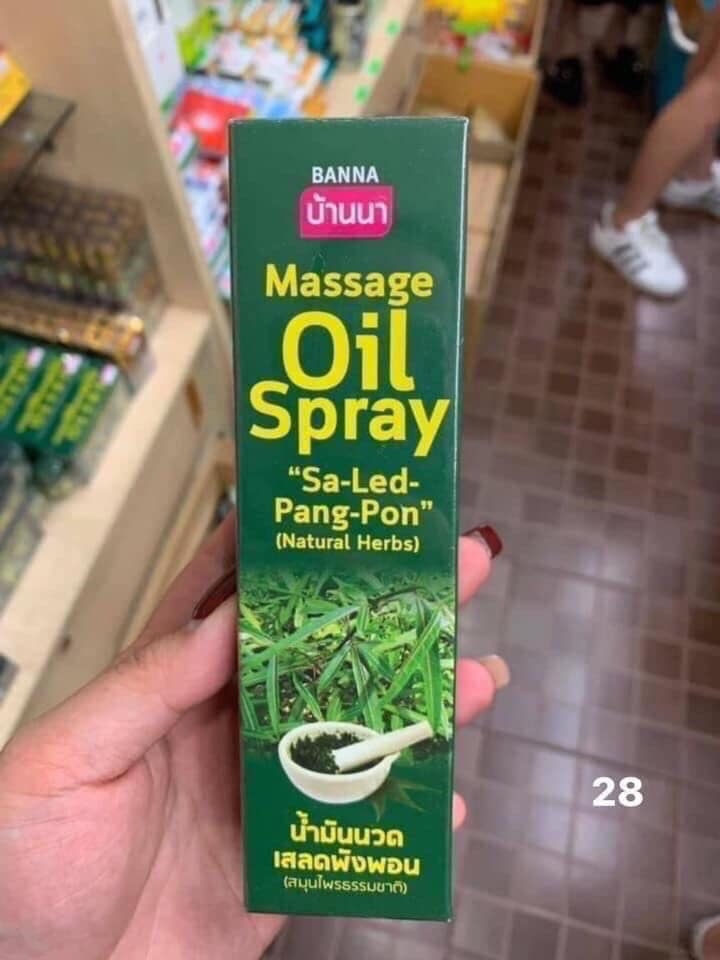 BANNA
บ้านนา
Massage
Oil
Spray
“Sa-Led-
Pang-Pon”
(Natural Herbs)
28
น้ำมันนวด
เสลดพังพอน
(สมุนไพรธรรมชาติ)